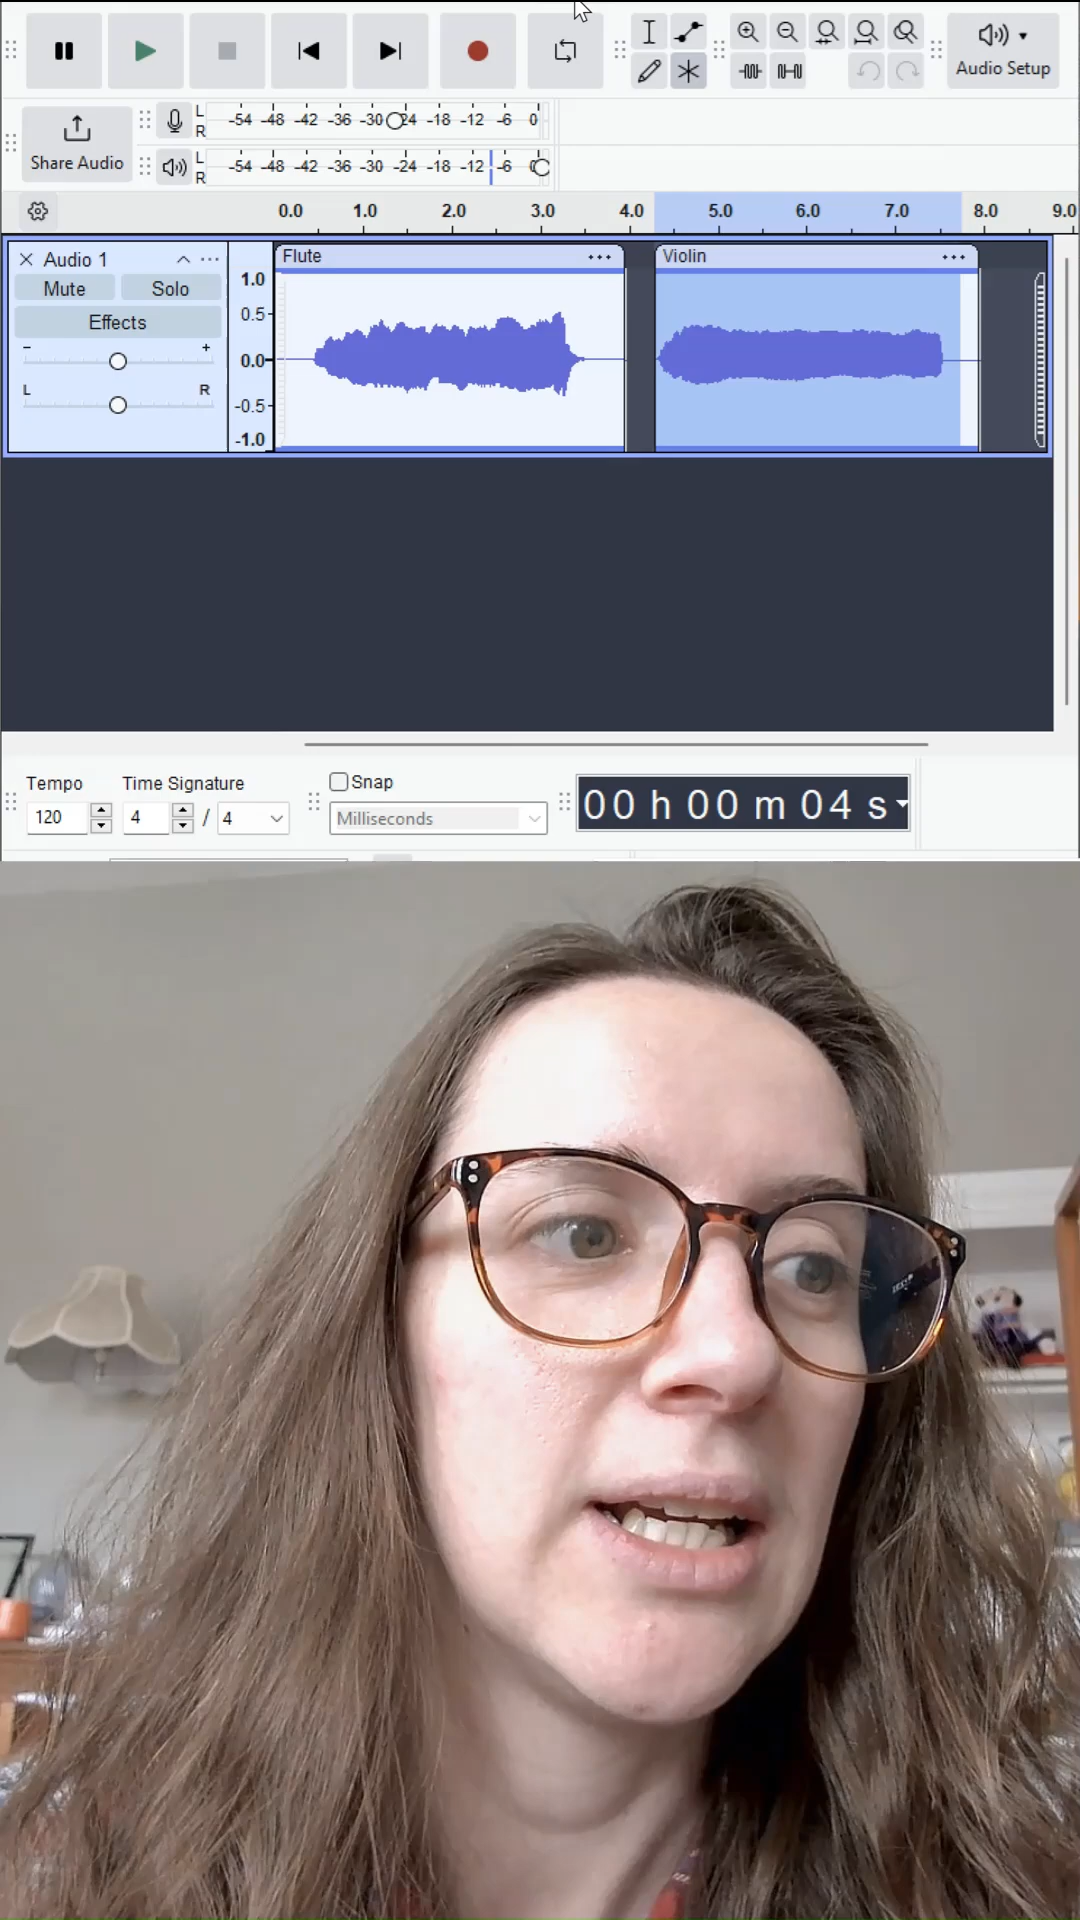 Audio Setup
Share Audio
L
R
-54 -48 -42 -36 -30 24 -18 -12 -6 0
L
R
-54 -48 -42 -36 -30 -24 -18 -12 -6 0
0.0 1.0 2.0 3.0 4.0 5.0 6.0 7.0 8.0 9.0
Audio 1
Flute
Violin
Mute Solo
Effects
- +
L R
1.0
0.5
0.0
-0.5
-1.0
Tempo Time Signature Snap
120 4 / 4 Milliseconds
00 h 00 m 04 s